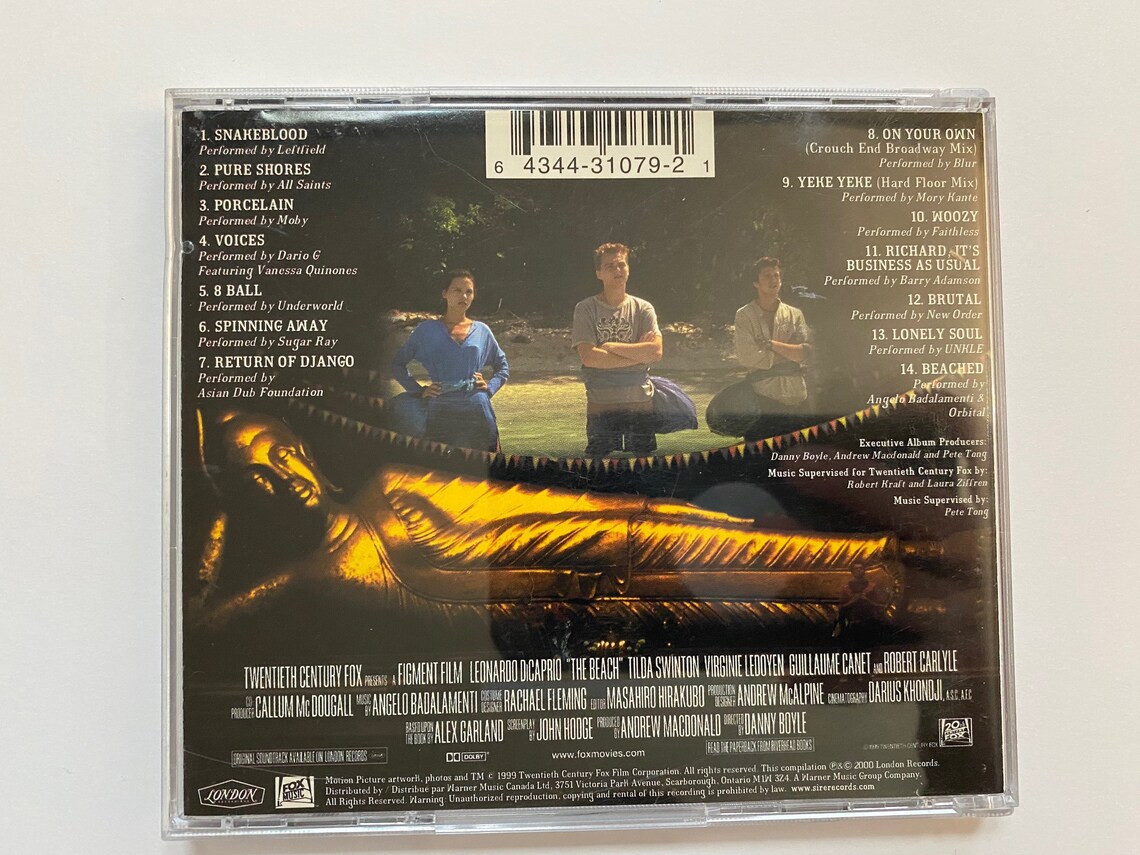 1. SNAKEBLOOD
Performed by Leftfield
2. PURE SHORES
Performed by All Saints
3. PORCELAIN
Performed by Moby
4. VOICES
Performed by Dario G
Featuring Vanessa Quinones
5. 8 BALL
Performed by Underworld
6. SPINNING AWAY
Performed by Sugar Ray
7. RETURN OF DJANGO
Performed by
Asian Dub Foundation
6 4344-31079-2 1
8. ON YOUR OWN
(Crouch End Broadway Mix)
Performed by Blur
9. YEKE YEKE (Hard Floor Mix)
Performed by Mory Kante
10. WOOZY
Performed by Faithless
11. RICHARD, IT'S
BUSINESS AS USUAL
Performed by Barry Adamson
12. BRUTAL
Performed by New Order
13. LONELY SOUL
Performed by UNKLE
14. BEACHED
Performed by
Angelo Badalamenti &
Orbital
Executive Album Producers:
Danny Boyle, Andrew Macdonald and Pete Tong
Music Supervised for Twentieth Century Fox by:
Robert Kraft and Laura Ziffren
Music Supervised by:
Pete Tong
TWENTIETH CENTURY FOX PRESENTS A FIGMENT FILM LEONARDO DiCAPRIO "THE BEACH" TILDA SWINTON VIRGINIE LEDOYEN GUILLAUME CANET AND ROBERT CARLYLE
CO PRODUCER CALLUM McDOUGALL MUSIC BY ANGELO BADALAMENTI COSTUME DESIGNER RACHAEL FLEMING EDITOR MASAHIRO HIRAKUBO PRODUCTION DESIGNER ANDREW McALPINE CINEMATOGRAPHY DARIUS KHONDJI, A.S.C. A.F.C.
BASED UPON THE BOOK BY ALEX GARLAND SCREENPLAY BY JOHN HODGE PRODUCED BY ANDREW MACDONALD DIRECTED BY DANNY BOYLE
ORIGINAL SOUNDTRACK AVAILABLE ON LONDON RECORDS
DOLBY
www.foxmovies.com
READ THE PAPERBACK FROM RIVERHEAD BOOKS
© 1999 TWENTIETH CENTURY FOX
20th CENTURY FOX
LONDON
FOX MUSIC
Motion Picture artwork, photos and TM © 1999 Twentieth Century Fox Film Corporation. All rights reserved. This compilation ℗&© 2000 London Records.
Distributed by / Distribué par Warner Music Canada Ltd, 3751 Victoria Park Avenue, Scarborough, Ontario M1W 3Z4. A Warner Music Group Company.
All Rights Reserved. Warning: Unauthorized reproduction, copying and rental of this recording is prohibited by law. www.sirerecords.com